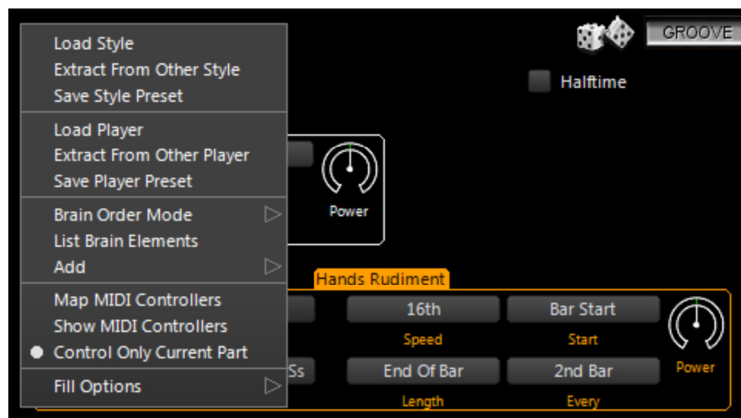 Load Style
Extract From Other Style
Save Style Preset
Load Player
Extract From Other Player
Save Player Preset
Brain Order Mode
List Brain Elements
Add
Map MIDI Controllers
Show MIDI Controllers
Control Only Current Part
Fill Options
GROOVE
Halftime
Power
Hands Rudiment
16th
Bar Start
Speed
Start
Ss
End Of Bar
2nd Bar
Power
Length
Every